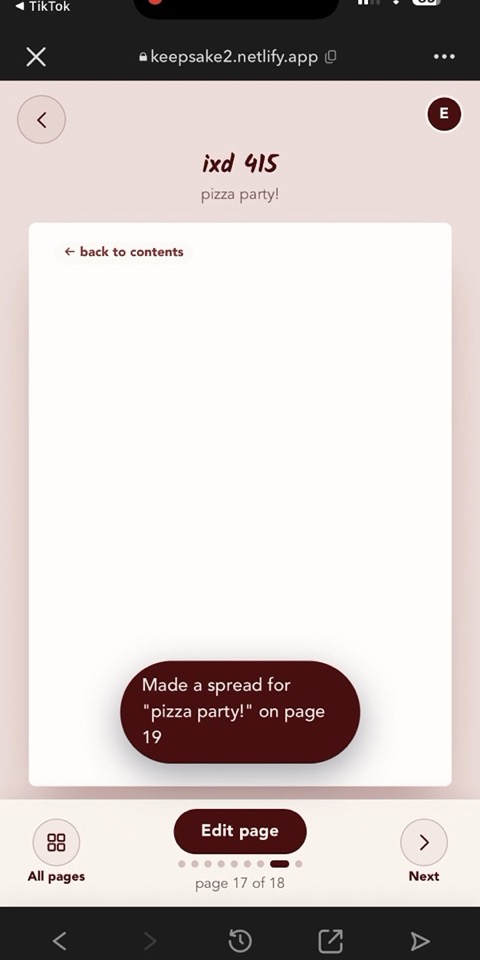 TikTok
keepsake2.netlify.app
E
ixd 415
pizza party!
← back to contents
Made a spread for
"pizza party!" on page
19
Edit page
All pages
Next
page 17 of 18